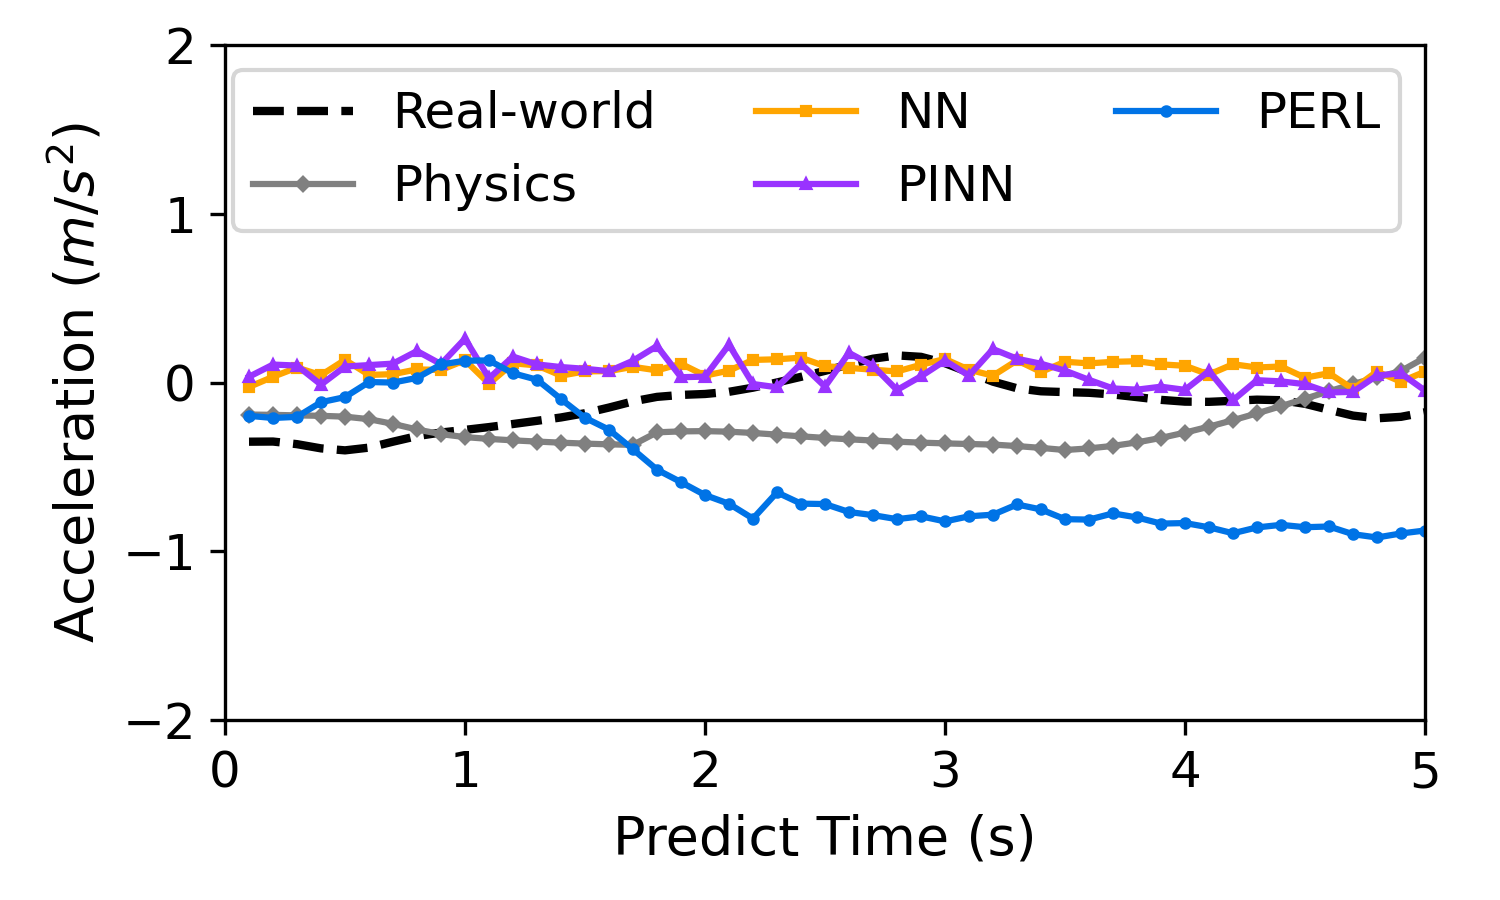 2
Real-world NN PERL
Physics PINN
1
0
−1
−2
Acceleration (m/s²)
0 1 2 3 4 5
Predict Time (s)